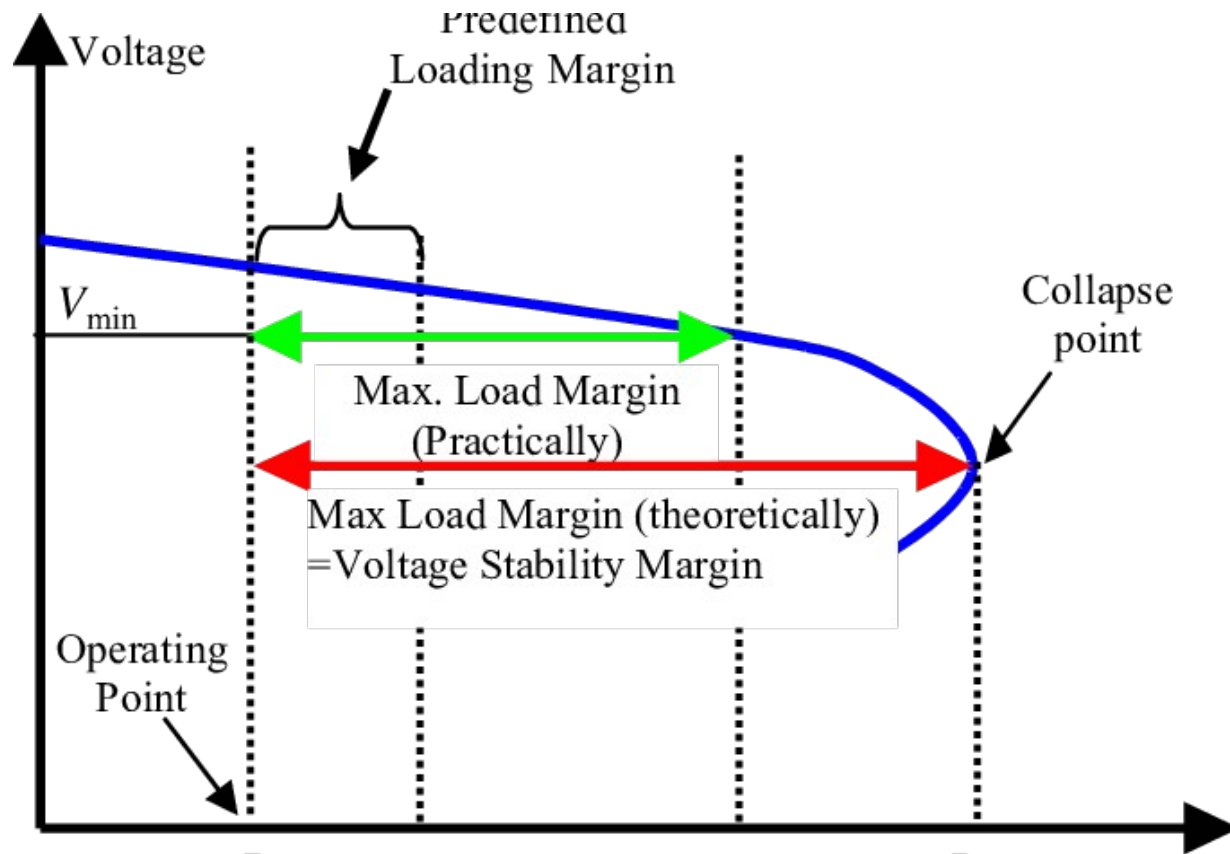 Predefined
Loading Margin
Voltage
V min
Collapse
point
Max. Load Margin
(Practically)
Max Load Margin (theoretically)
=Voltage Stability Margin
Operating
Point